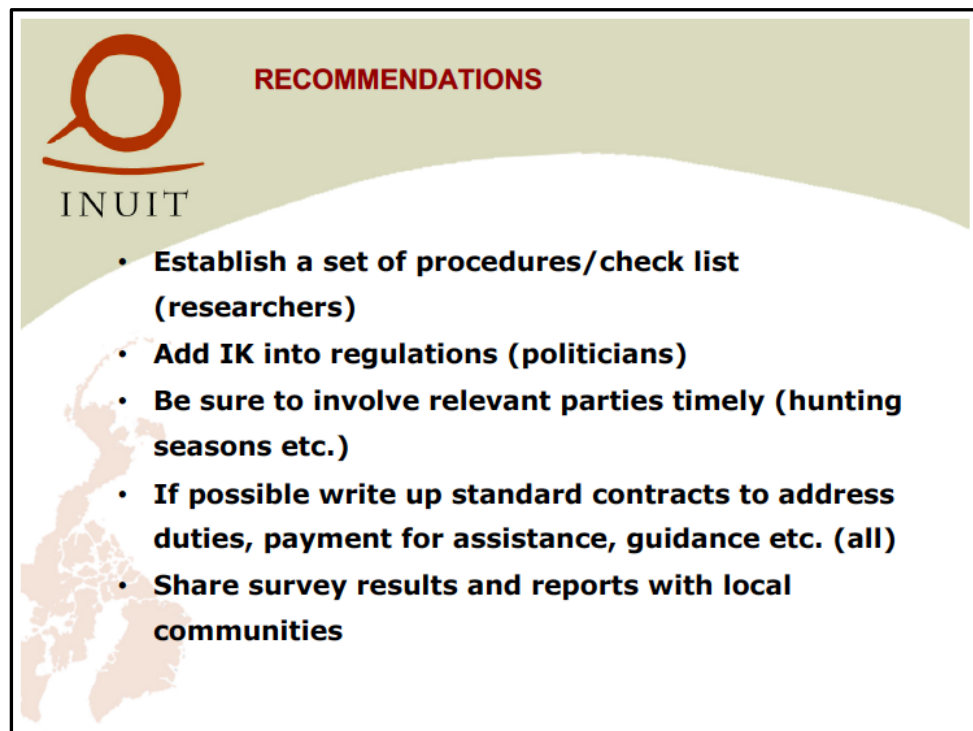 RECOMMENDATIONS
INUIT
• Establish a set of procedures/check list
(researchers)
• Add IK into regulations (politicians)
• Be sure to involve relevant parties timely (hunting
seasons etc.)
• If possible write up standard contracts to address
duties, payment for assistance, guidance etc. (all)
• Share survey results and reports with local
communities